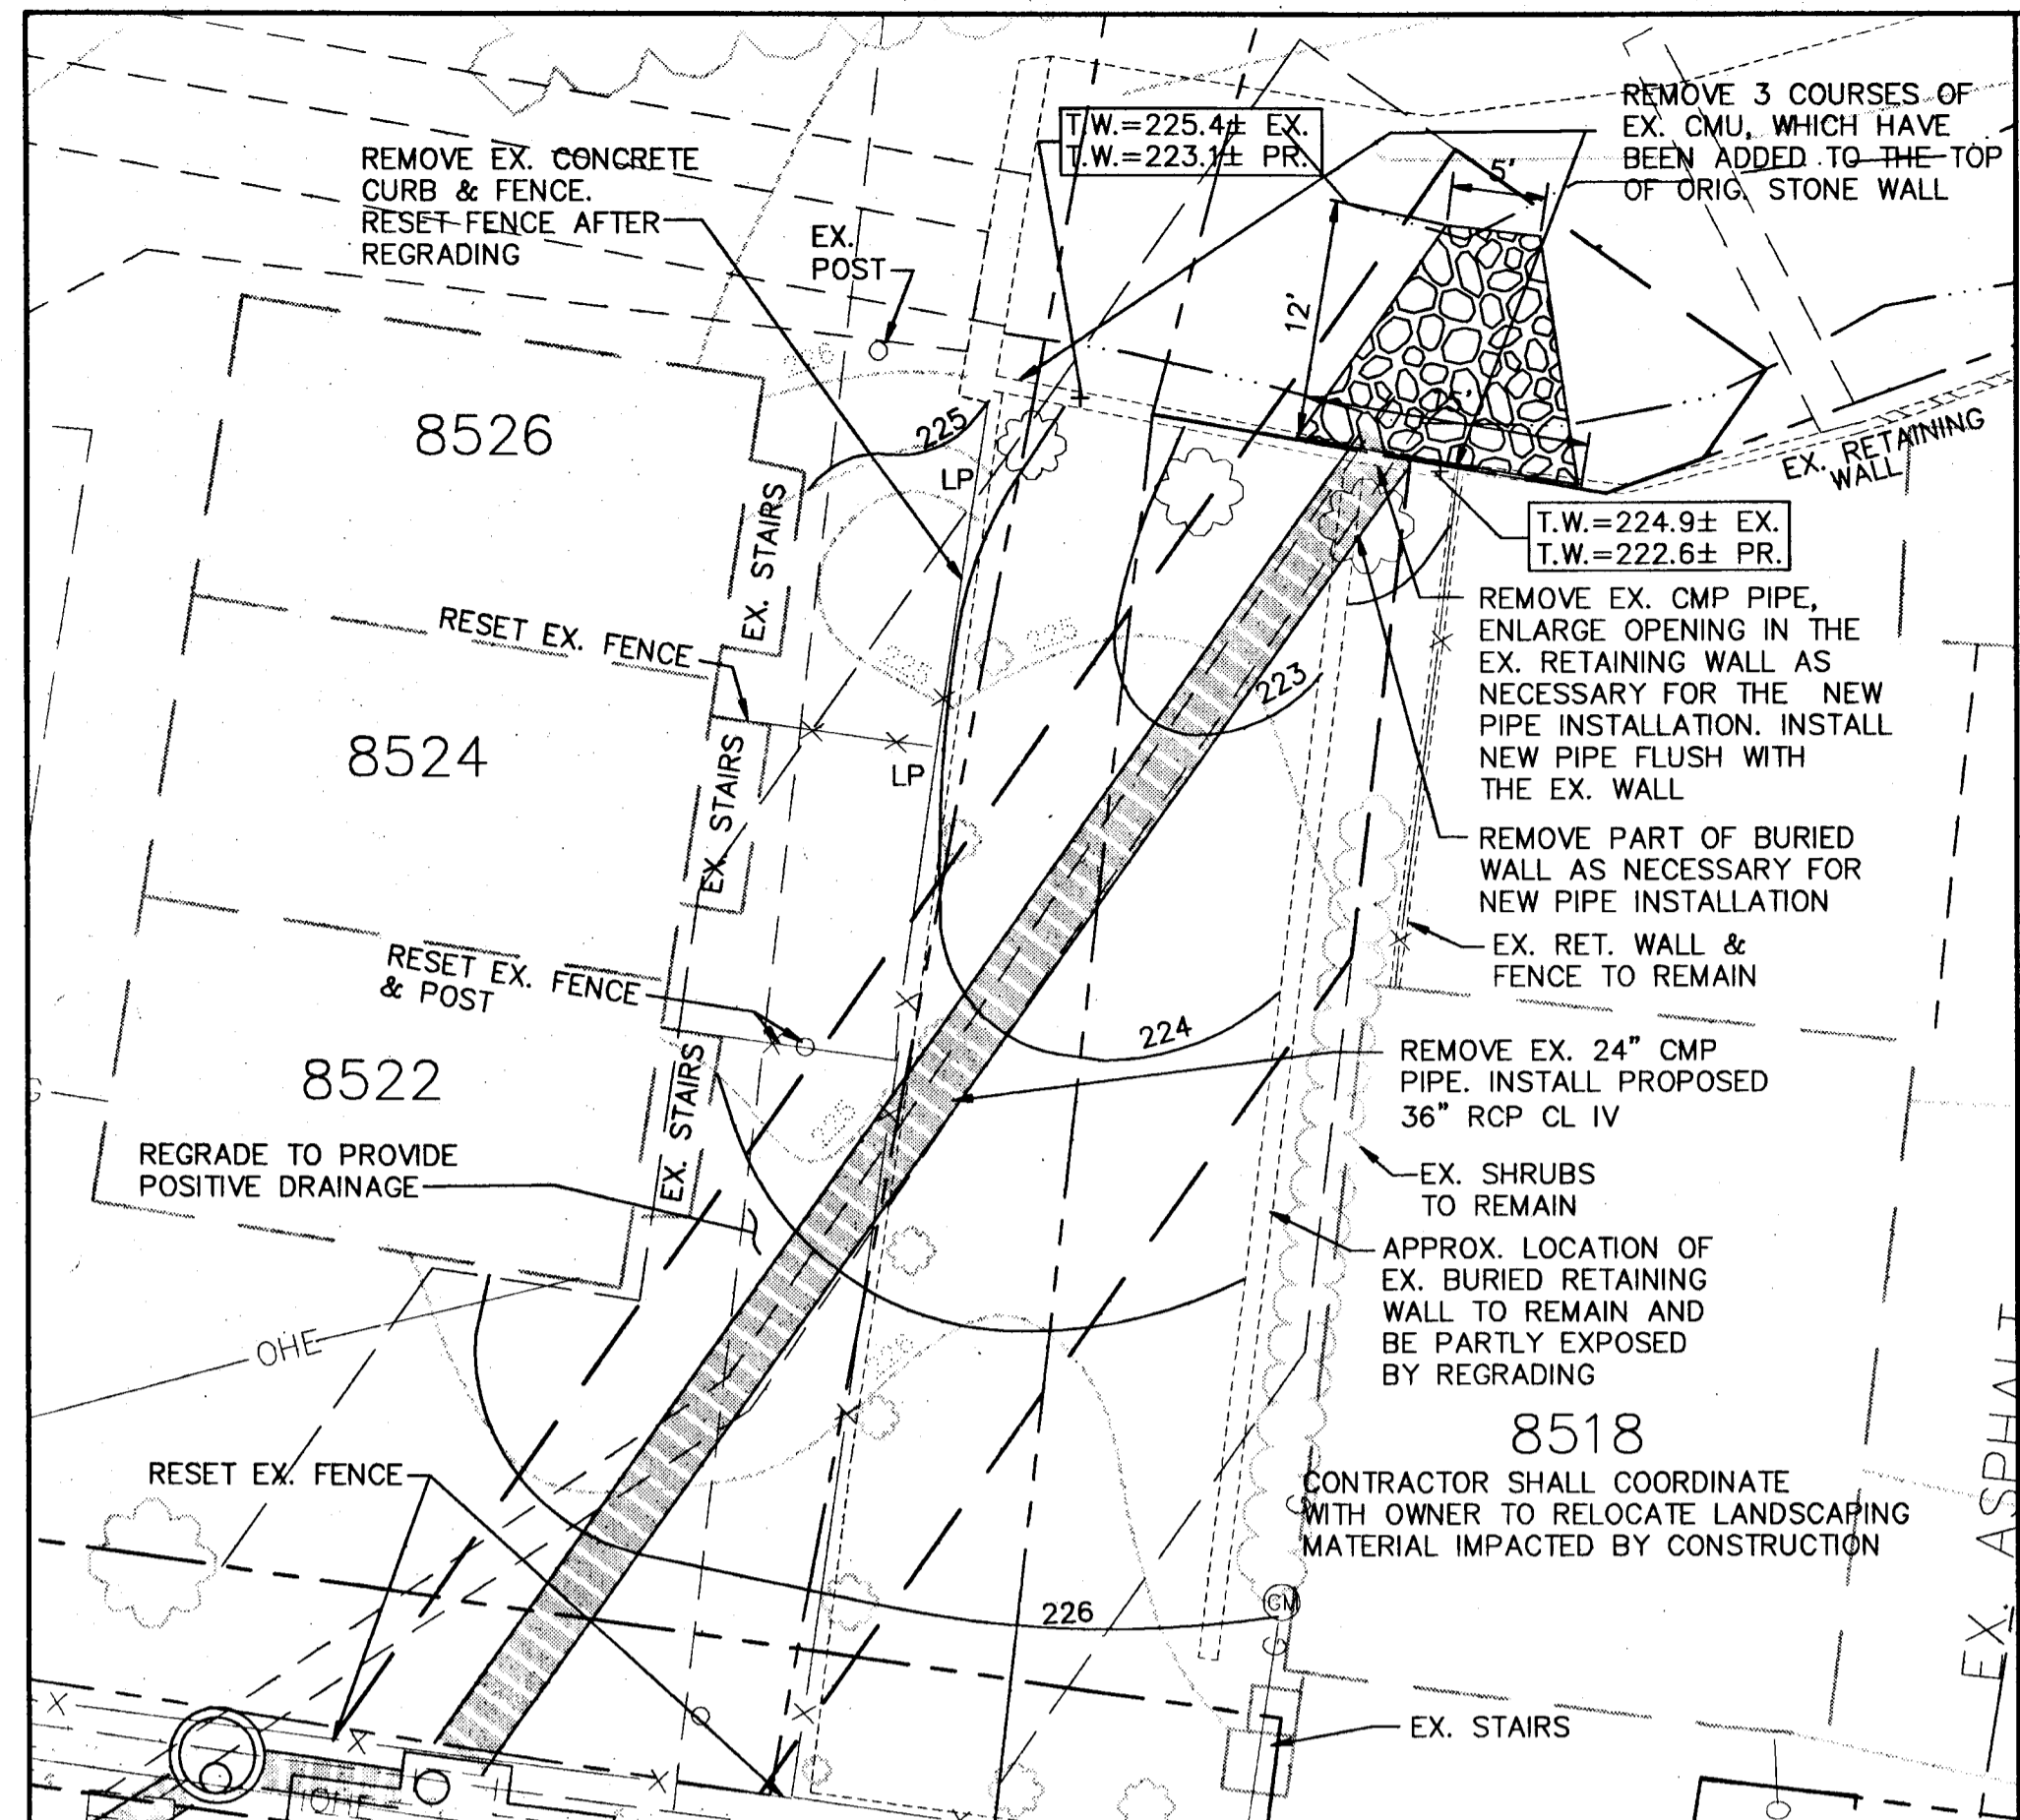 REMOVE 3 COURSES OF
EX. CMU, WHICH HAVE
BEEN ADDED TO THE TOP
OF ORIG. STONE WALL
T.W.=225.4± EX.
T.W.=223.1± PR.
REMOVE EX. CONCRETE
CURB & FENCE.
RESET FENCE AFTER
REGRADING
EX.
POST
5'
12'
15'
226
225
8526
LP
EX. STAIRS
EX. RETAINING
WALL
T.W.=224.9± EX.
T.W.=222.6± PR.
REMOVE EX. CMP PIPE,
ENLARGE OPENING IN THE
EX. RETAINING WALL AS
NECESSARY FOR THE NEW
PIPE INSTALLATION. INSTALL
NEW PIPE FLUSH WITH
THE EX. WALL
RESET EX. FENCE
225
225
223
8524
LP
EX. STAIRS
REMOVE PART OF BURIED
WALL AS NECESSARY FOR
NEW PIPE INSTALLATION
EX. RET. WALL &
FENCE TO REMAIN
RESET EX. FENCE
& POST
224
8522
EX. STAIRS
225
REMOVE EX. 24" CMP
PIPE. INSTALL PROPOSED
36" RCP CL IV
REGRADE TO PROVIDE
POSITIVE DRAINAGE
EX. SHRUBS
TO REMAIN
APPROX. LOCATION OF
EX. BURIED RETAINING
WALL TO REMAIN AND
BE PARTLY EXPOSED
BY REGRADING
OHE
226
8518
CONTRACTOR SHALL COORDINATE
WITH OWNER TO RELOCATE LANDSCAPING
MATERIAL IMPACTED BY CONSTRUCTION
EX. ASPHALT
RESET EX. FENCE
G
226
GM
G
EX. STAIRS
OHE